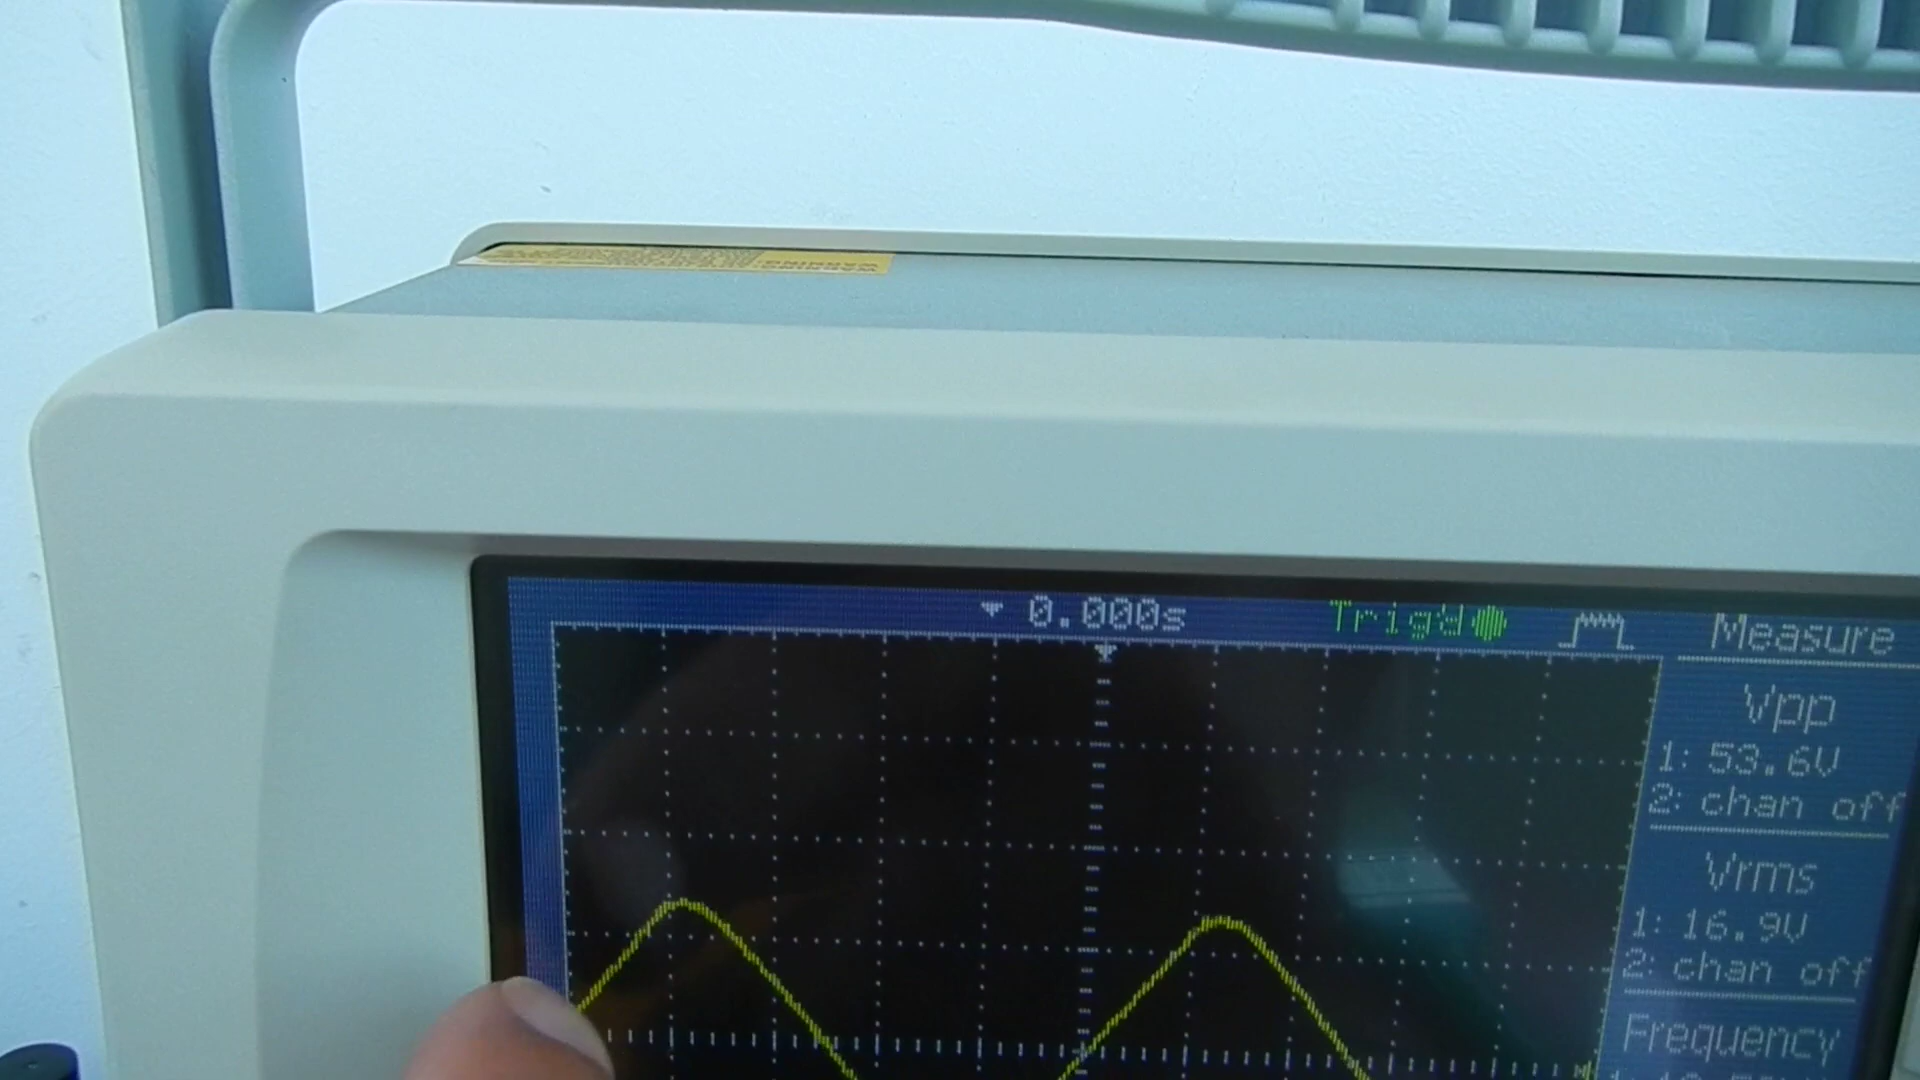 WARNING:
0.000s Trig'd
Measure
Vpp
1: 53.6V
2: chan off
Vrms
1: 16.9V
2: chan off
Frequency